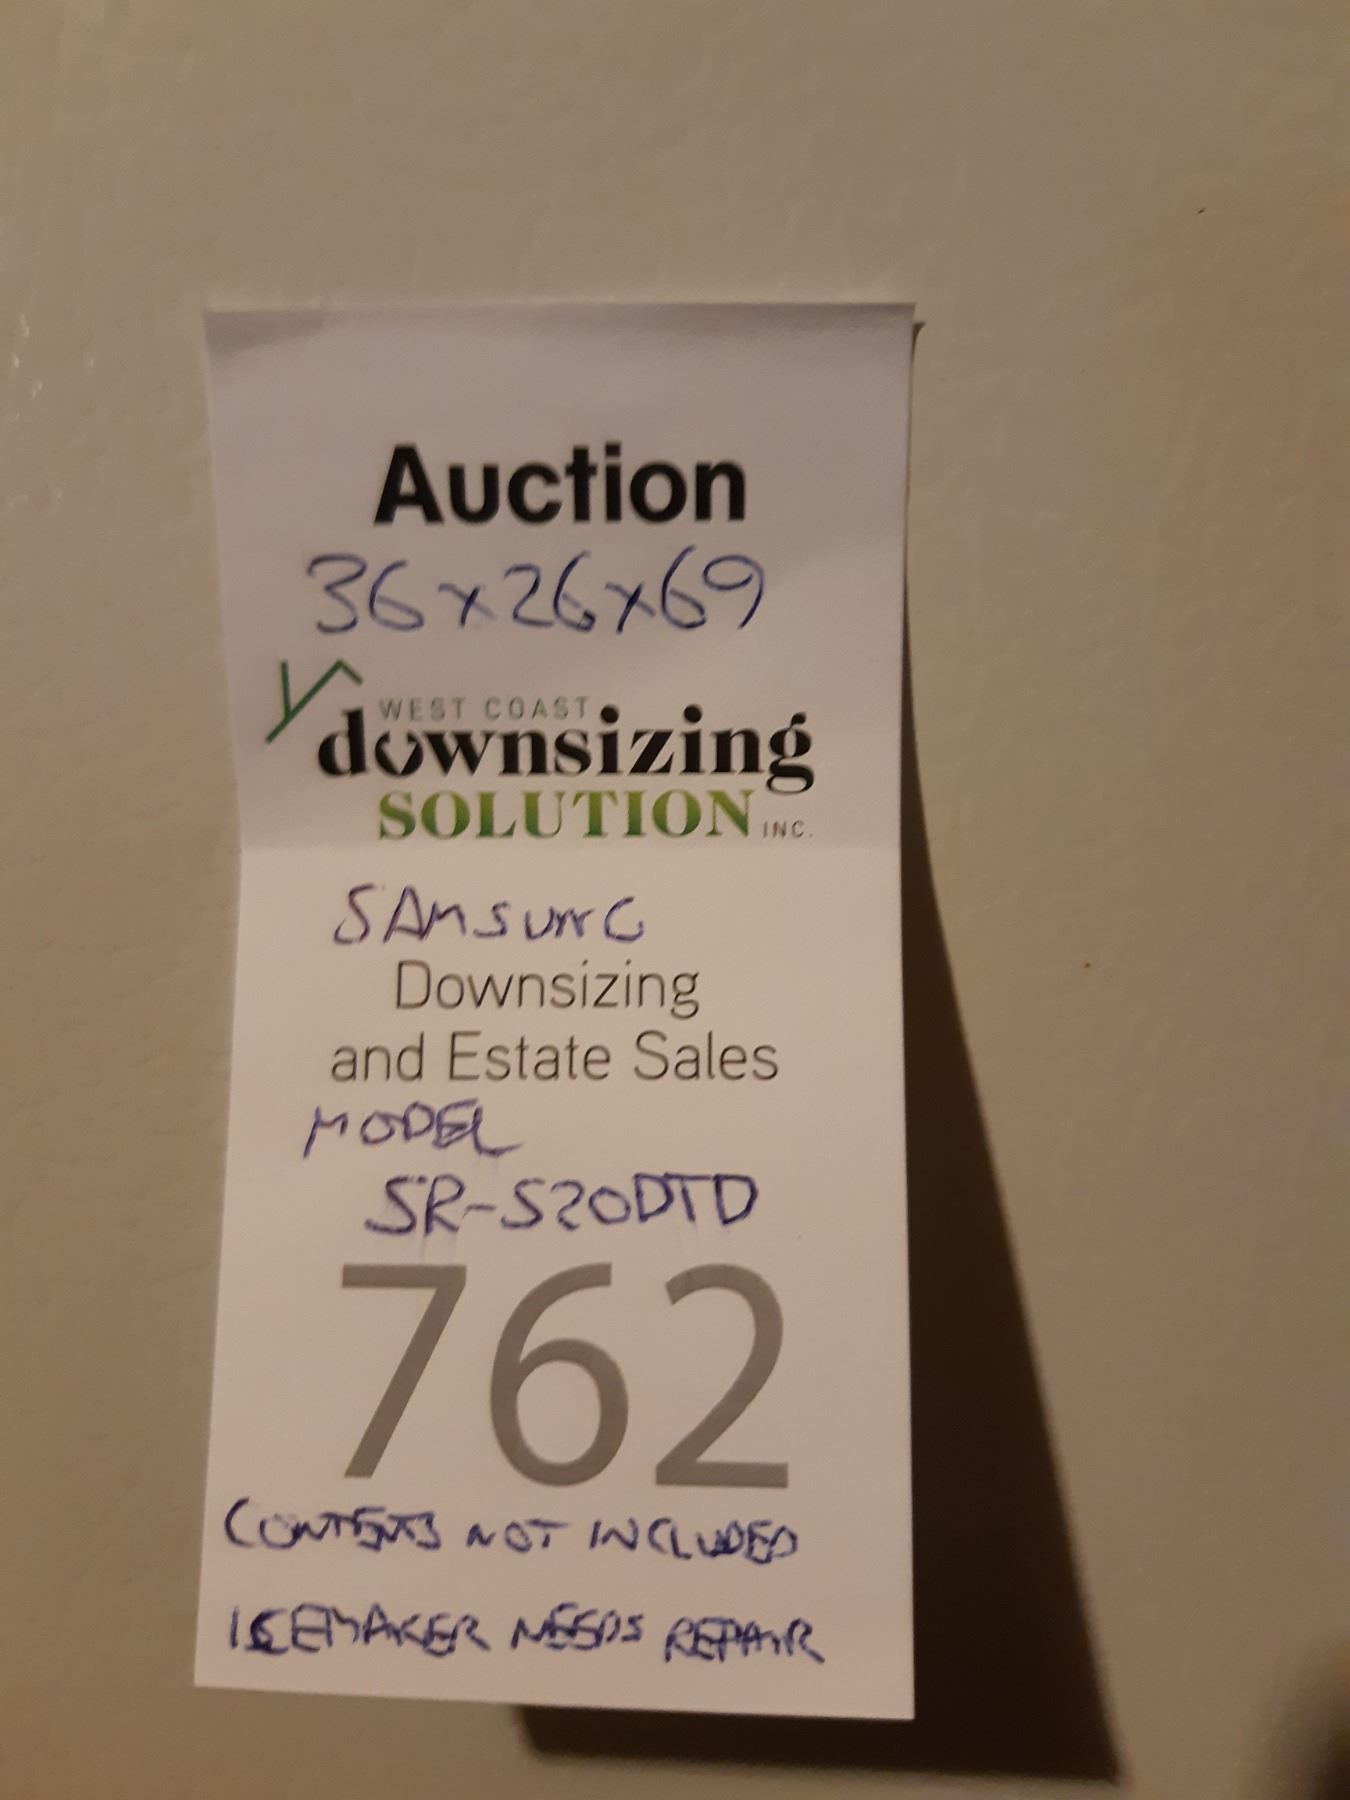 Auction
36x26x69
WEST COAST
downsizing
SOLUTION INC.
SAMSUNG
Downsizing
and Estate Sales
MODEL
SR-S20DTD
762
CONTENTS NOT INCLUDED
ICEMAKER NEEDS REPAIR